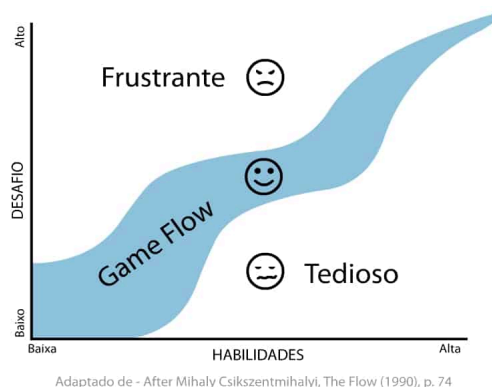 Alto
Frustrante
DESAFIO
Game Flow
Tedioso
Baixo
Baixa
HABILIDADES
Alta
Adaptado de - After Mihaly Csikszentmihalyi, The Flow (1990), p. 74